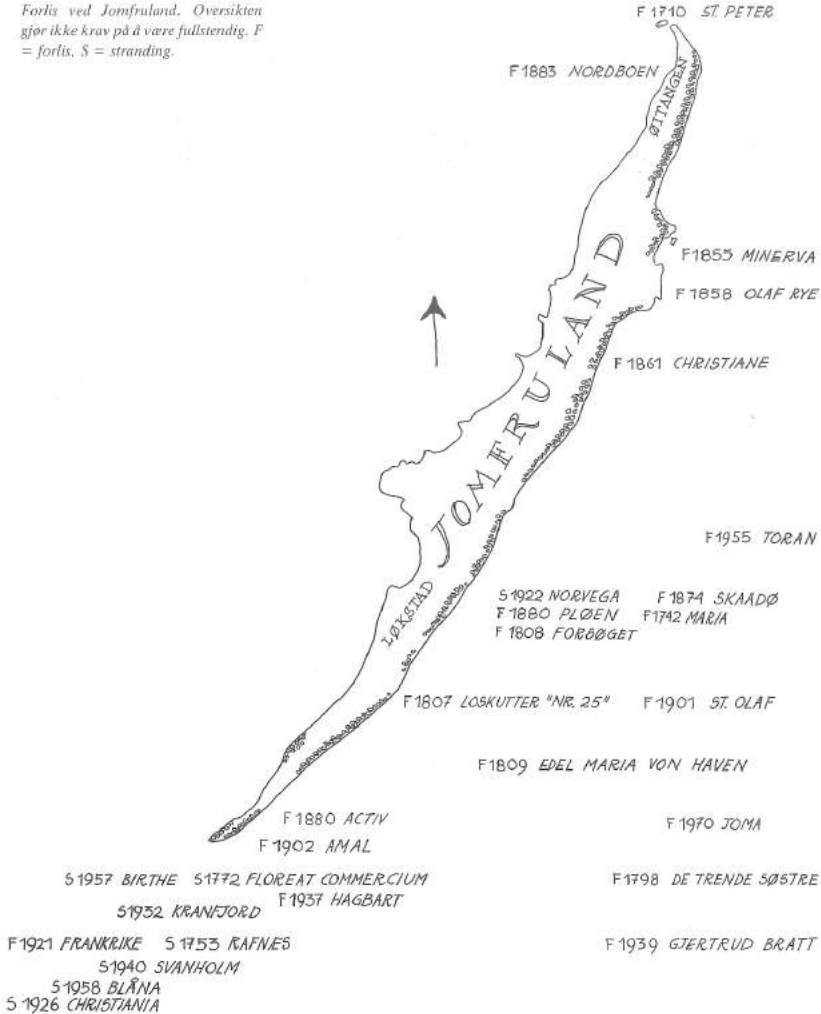 Forlis ved Jomfruland. Oversikten
gjør ikke krav på å være fullstendig. F
= forlis, S = stranding.
F 1710 ST. PETER
F 1883 NORDBOEN
ØITANGEN
F 1855 MINERVA
F 1858 OLAF RYE
F 1861 CHRISTIANE
JOMFRULAND
F 1955 TORAN
LØKSTAD
S 1922 NORVEGA F 1874 SKAADØ
F 1880 PLØEN F 1742 MARIA
F 1808 FORSØGET
F 1807 LOSKUTTER "NR. 25" F 1901 ST. OLAF
F 1809 EDEL MARIA VON HAVEN
F 1880 ACTIV F 1970 JOMA
F 1902 AMAL
S 1957 BIRTHE S 1772 FLOREAT COMMERCIUM F 1798 DE TRENDE SØSTRE
S 1932 KRANFJORD F 1937 HAGBART
F 1921 FRANKRIKE S 1753 RAFNÆS F 1939 GJERTRUD BRATT
S 1940 SVANHOLM
S 1958 BLÅNA
S 1926 CHRISTIANIA